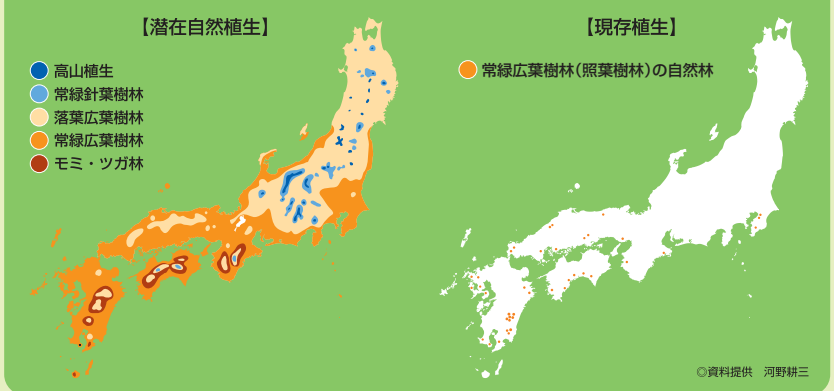 【潜在自然植生】
高山植生
常緑針葉樹林
落葉広葉樹林
常緑広葉樹林
モミ・ツガ林
【現存植生】
常緑広葉樹林（照葉樹林）の自然林
◎資料提供　河野耕三